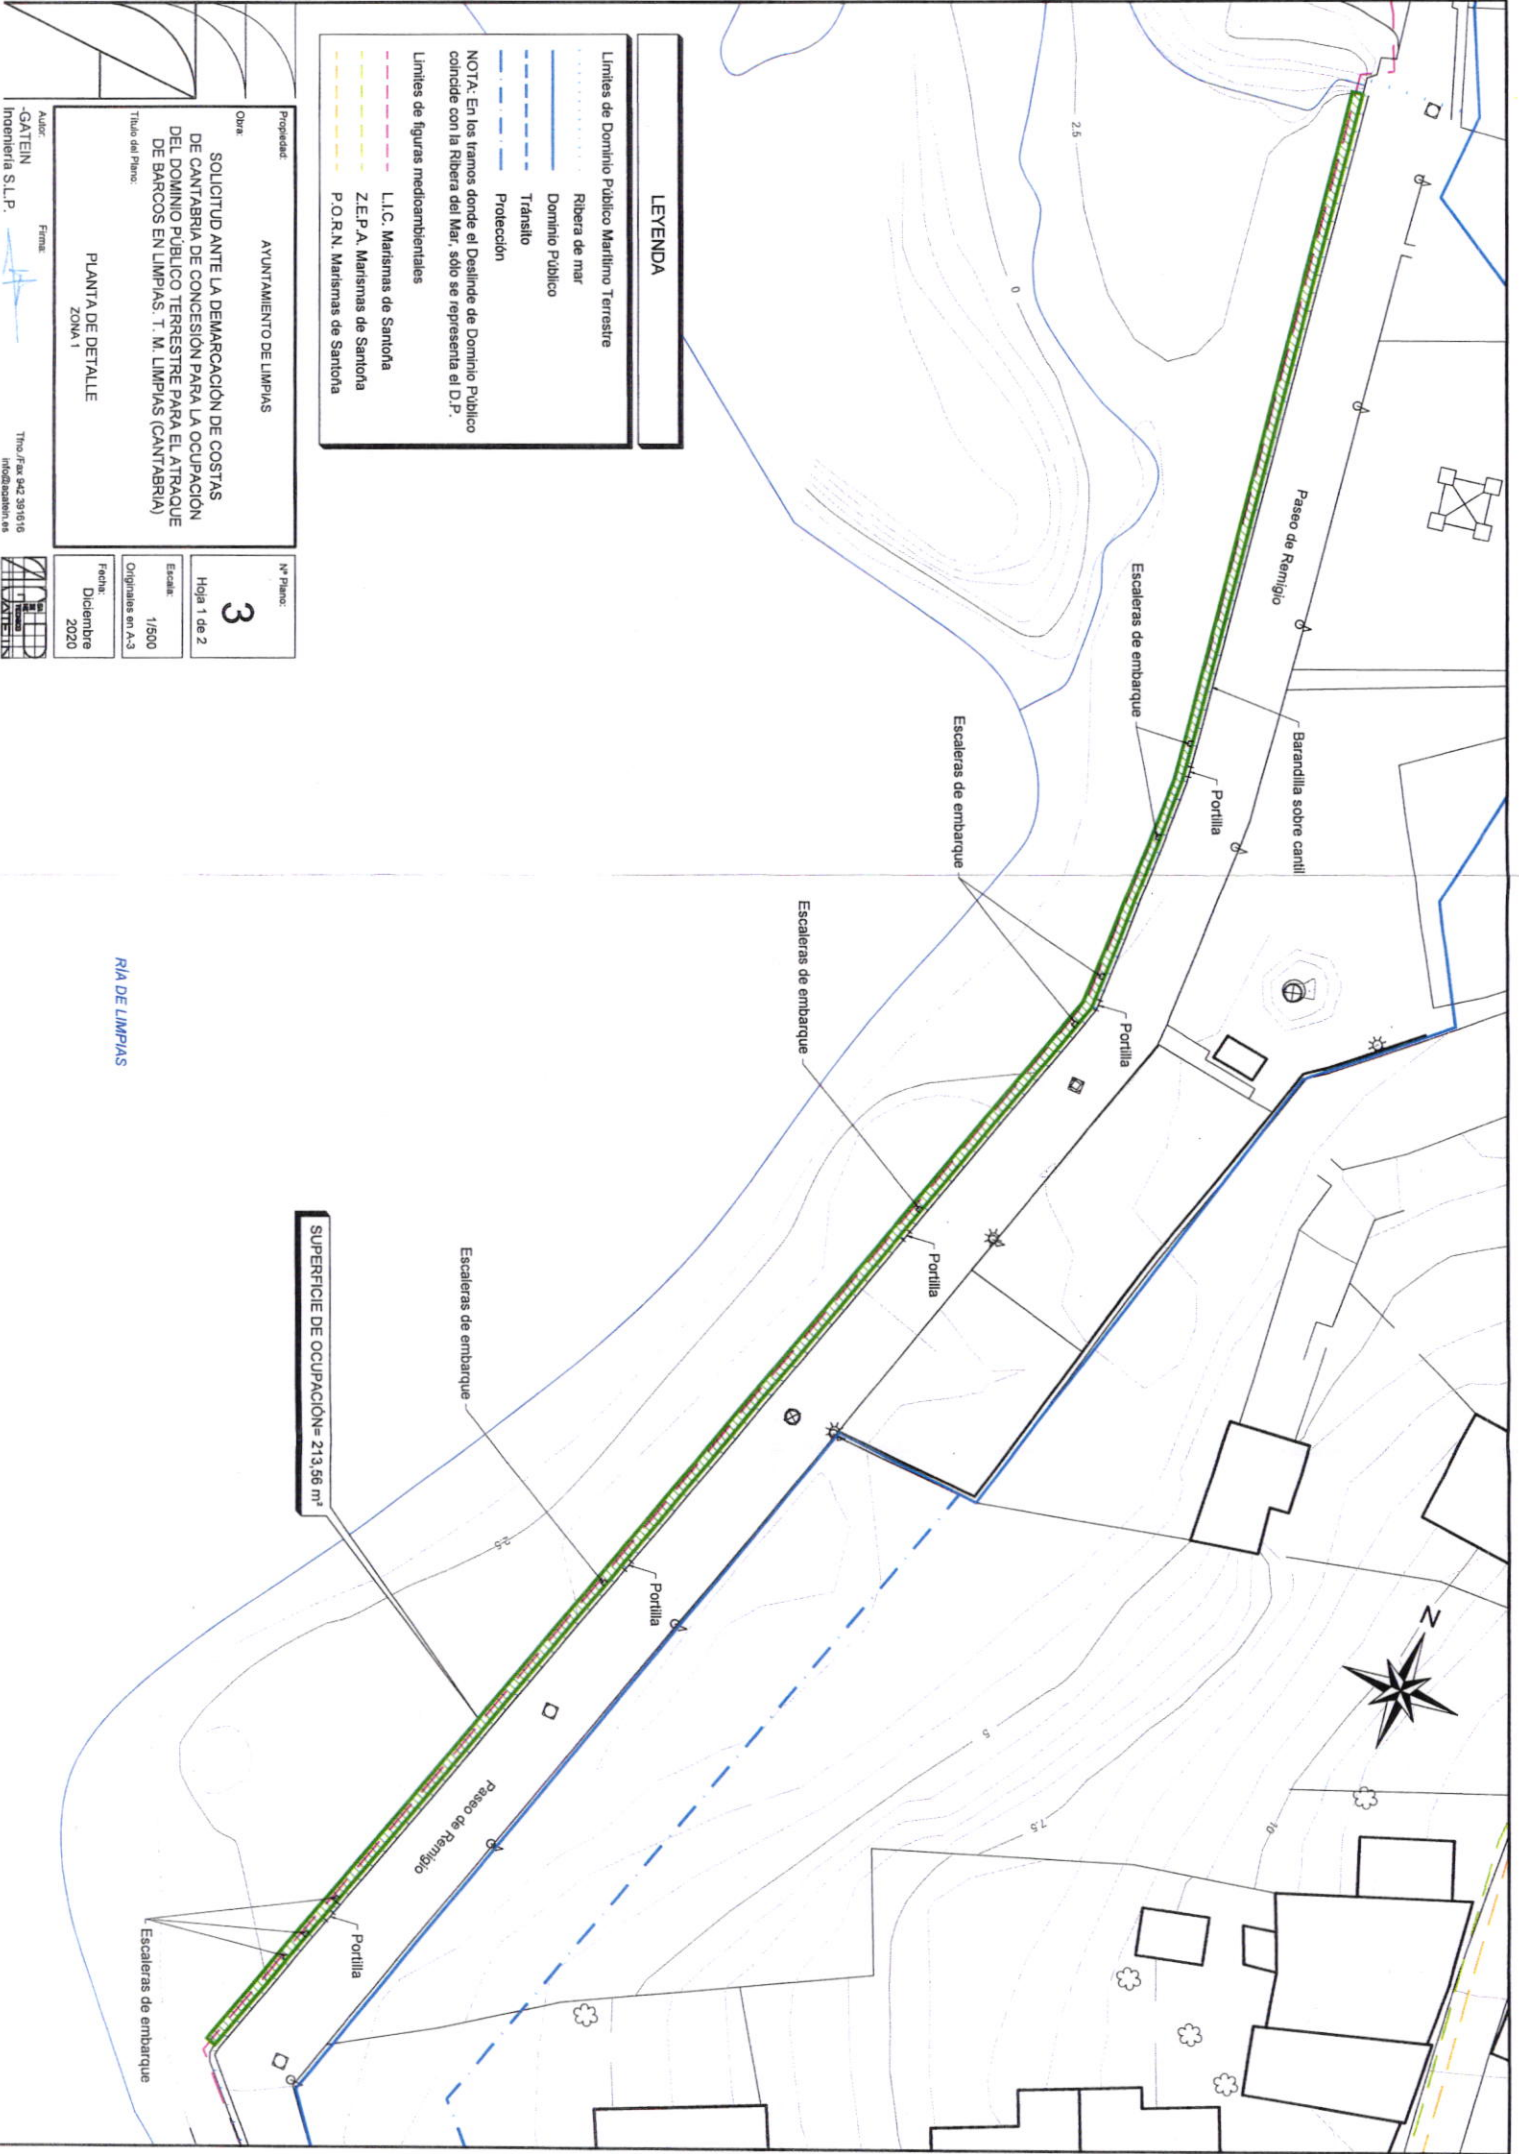 LEYENDA
Límites de Dominio Público Marítimo Terrestre
Ribera de mar
Dominio Público
Tránsito
Protección
NOTA: En los tramos donde el Deslinde de Dominio Público
coincide con la Ribera del Mar, sólo se representa el D.P.
Límites de figuras medioambientales
L.I.C. Marismas de Santoña
Z.E.P.A. Marismas de Santoña
P.O.R.N. Marismas de Santoña
Propiedad:
AYUNTAMIENTO DE LIMPIAS
Obra:
SOLICITUD ANTE LA DEMARCACIÓN DE COSTAS
DE CANTABRIA DE CONCESIÓN PARA LA OCUPACIÓN
DEL DOMINIO PÚBLICO TERRESTRE PARA EL ATRAQUE
DE BARCOS EN LIMPIAS. T. M. LIMPIAS (CANTABRIA)
Título del Plano:
PLANTA DE DETALLE
ZONA 1
Nº Plano:
3
Hoja 1 de 2
Escala:
1/500
Originales en A-3
Fecha:
Diciembre
2020
Autor:
-GATEIN
Ingeniería S.L.P.
Firma:
Tfno./Fax 942 391616
info@agatein.es
Paseo de Remigio
Barandilla sobre cantil
Escaleras de embarque
Portilla
Escaleras de embarque
Portilla
Escaleras de embarque
Portilla
Escaleras de embarque
Portilla
SUPERFICIE DE OCUPACIÓN= 213,56 m²
Paseo de Remigio
Portilla
Escaleras de embarque
RÍA DE LIMPIAS
N
2.5
0
2.5
5
7.5
10